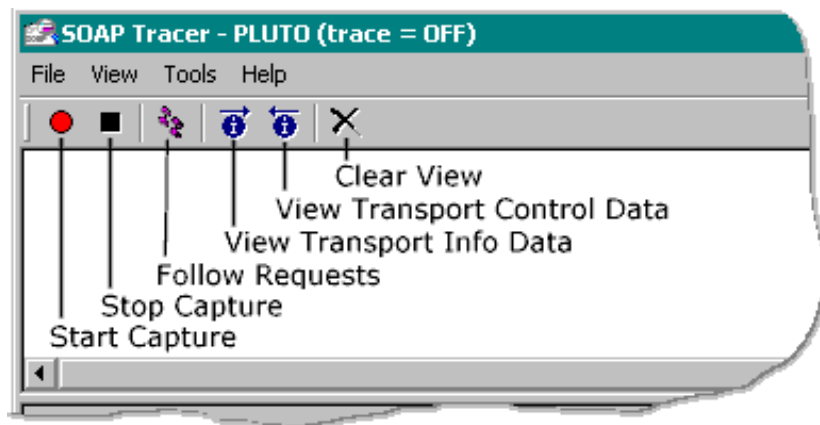 SOAP Tracer - PLUTO (trace = OFF)
File View Tools Help
Clear View
View Transport Control Data
View Transport Info Data
Follow Requests
Stop Capture
Start Capture